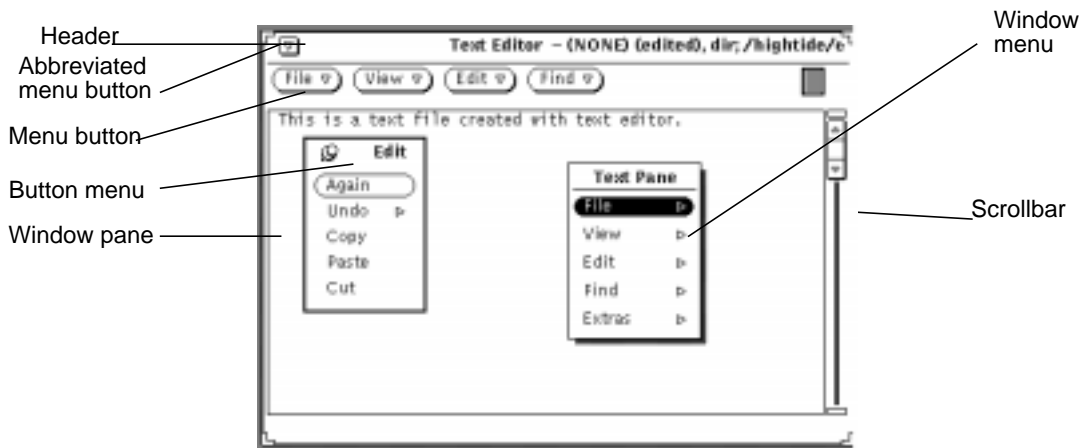 Window
menu
Header
Text Editor – (NONE) (edited), dir; /hightide/e
Abbreviated
menu button
File View Edit Find
Menu button
This is a text file created with text editor.
Edit
Text Pane
Button menu
Again
File
Undo
Scrollbar
Window pane
Copy
View
Paste
Edit
Cut
Find
Extras